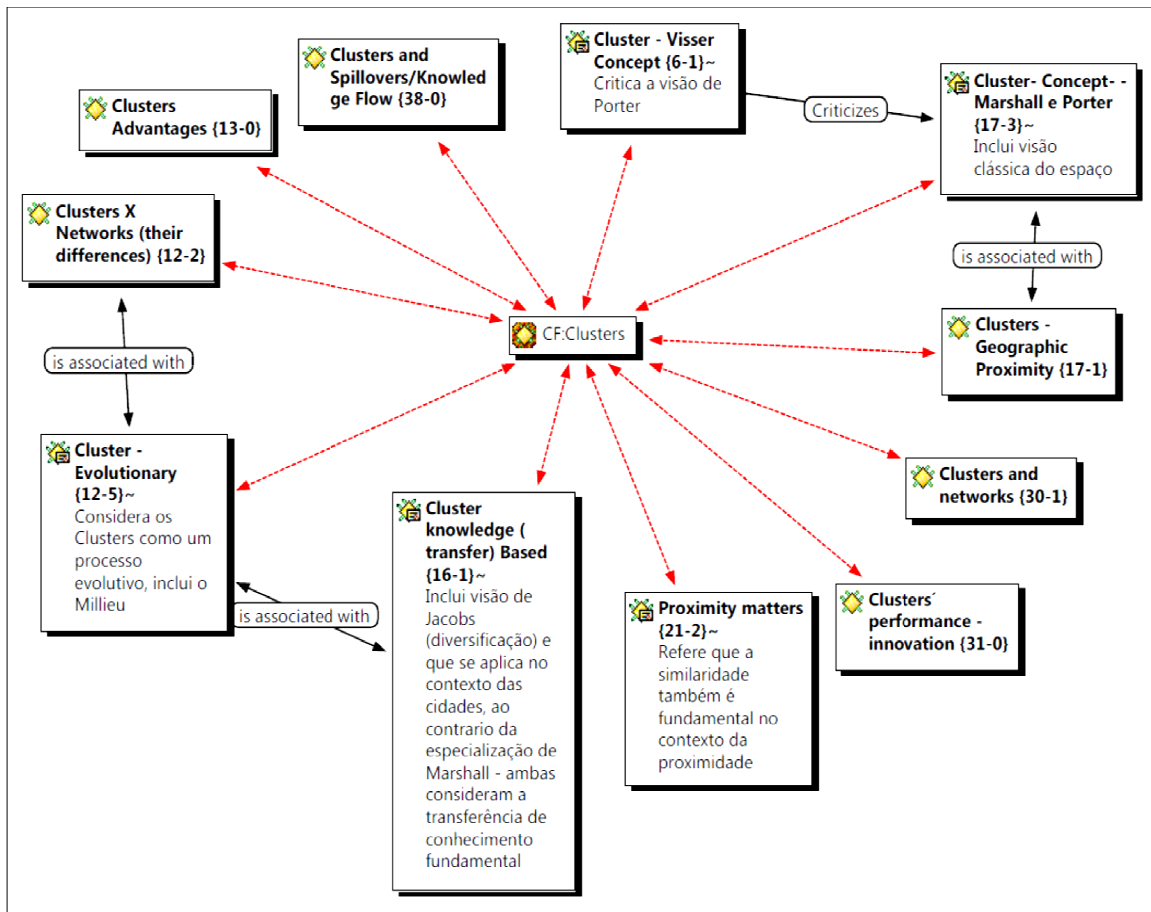 Clusters and
Spillovers/Knowled
ge Flow {38-0}
Cluster - Visser
Concept {6-1}~
Critica a visão de
Porter
Criticizes
Cluster- Concept- -
Marshall e Porter
{17-3}~
Inclui visão
clássica do espaço
Clusters
Advantages {13-0}
Clusters X
Networks (their
differences) {12-2}
is associated with
is associated with
CF:Clusters
Clusters -
Geographic
Proximity {17-1}
Cluster -
Evolutionary
{12-5}~
Considera os
Clusters como um
processo
evolutivo, inclui o
Millieu
is associated with
Cluster
knowledge (
transfer) Based
{16-1}~
Inclui visão de
Jacobs
(diversificação) e
que se aplica no
contexto das
cidades, ao
contrario da
especialização de
Marshall - ambas
consideram a
transferência de
conhecimento
fundamental
Proximity matters
{21-2}~
Refere que a
similaridade
também é
fundamental no
contexto da
proximidade
Clusters´
performance -
innovation {31-0}
Clusters and
networks {30-1}